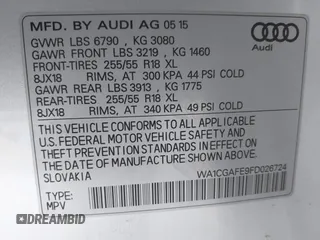 MFD. BY AUDI AG 05 15
GVWR LBS 6790 , KG 3080
GAWR FRONT LBS 3219 , KG 1460
FRONT-TIRES 255/55 R18 XL
8JX18 RIMS, AT 300 KPA 44 PSI COLD
GAWR REAR LBS 3913 , KG 1775
REAR-TIRES 255/55 R18 XL
8JX18 RIMS, AT 340 KPA 49 PSI COLD
Audi
THIS VEHICLE CONFORMS TO ALL APPLICABLE
U.S. FEDERAL MOTOR VEHICLE SAFETY AND
THEFT PREVENTION STANDARDS IN EFFECT ON THE
DATE OF MANUFACTURE SHOWN ABOVE.
SLOVAKIA
WA1CGAFE9FD026724
TYPE:
MPV
WIREDBID